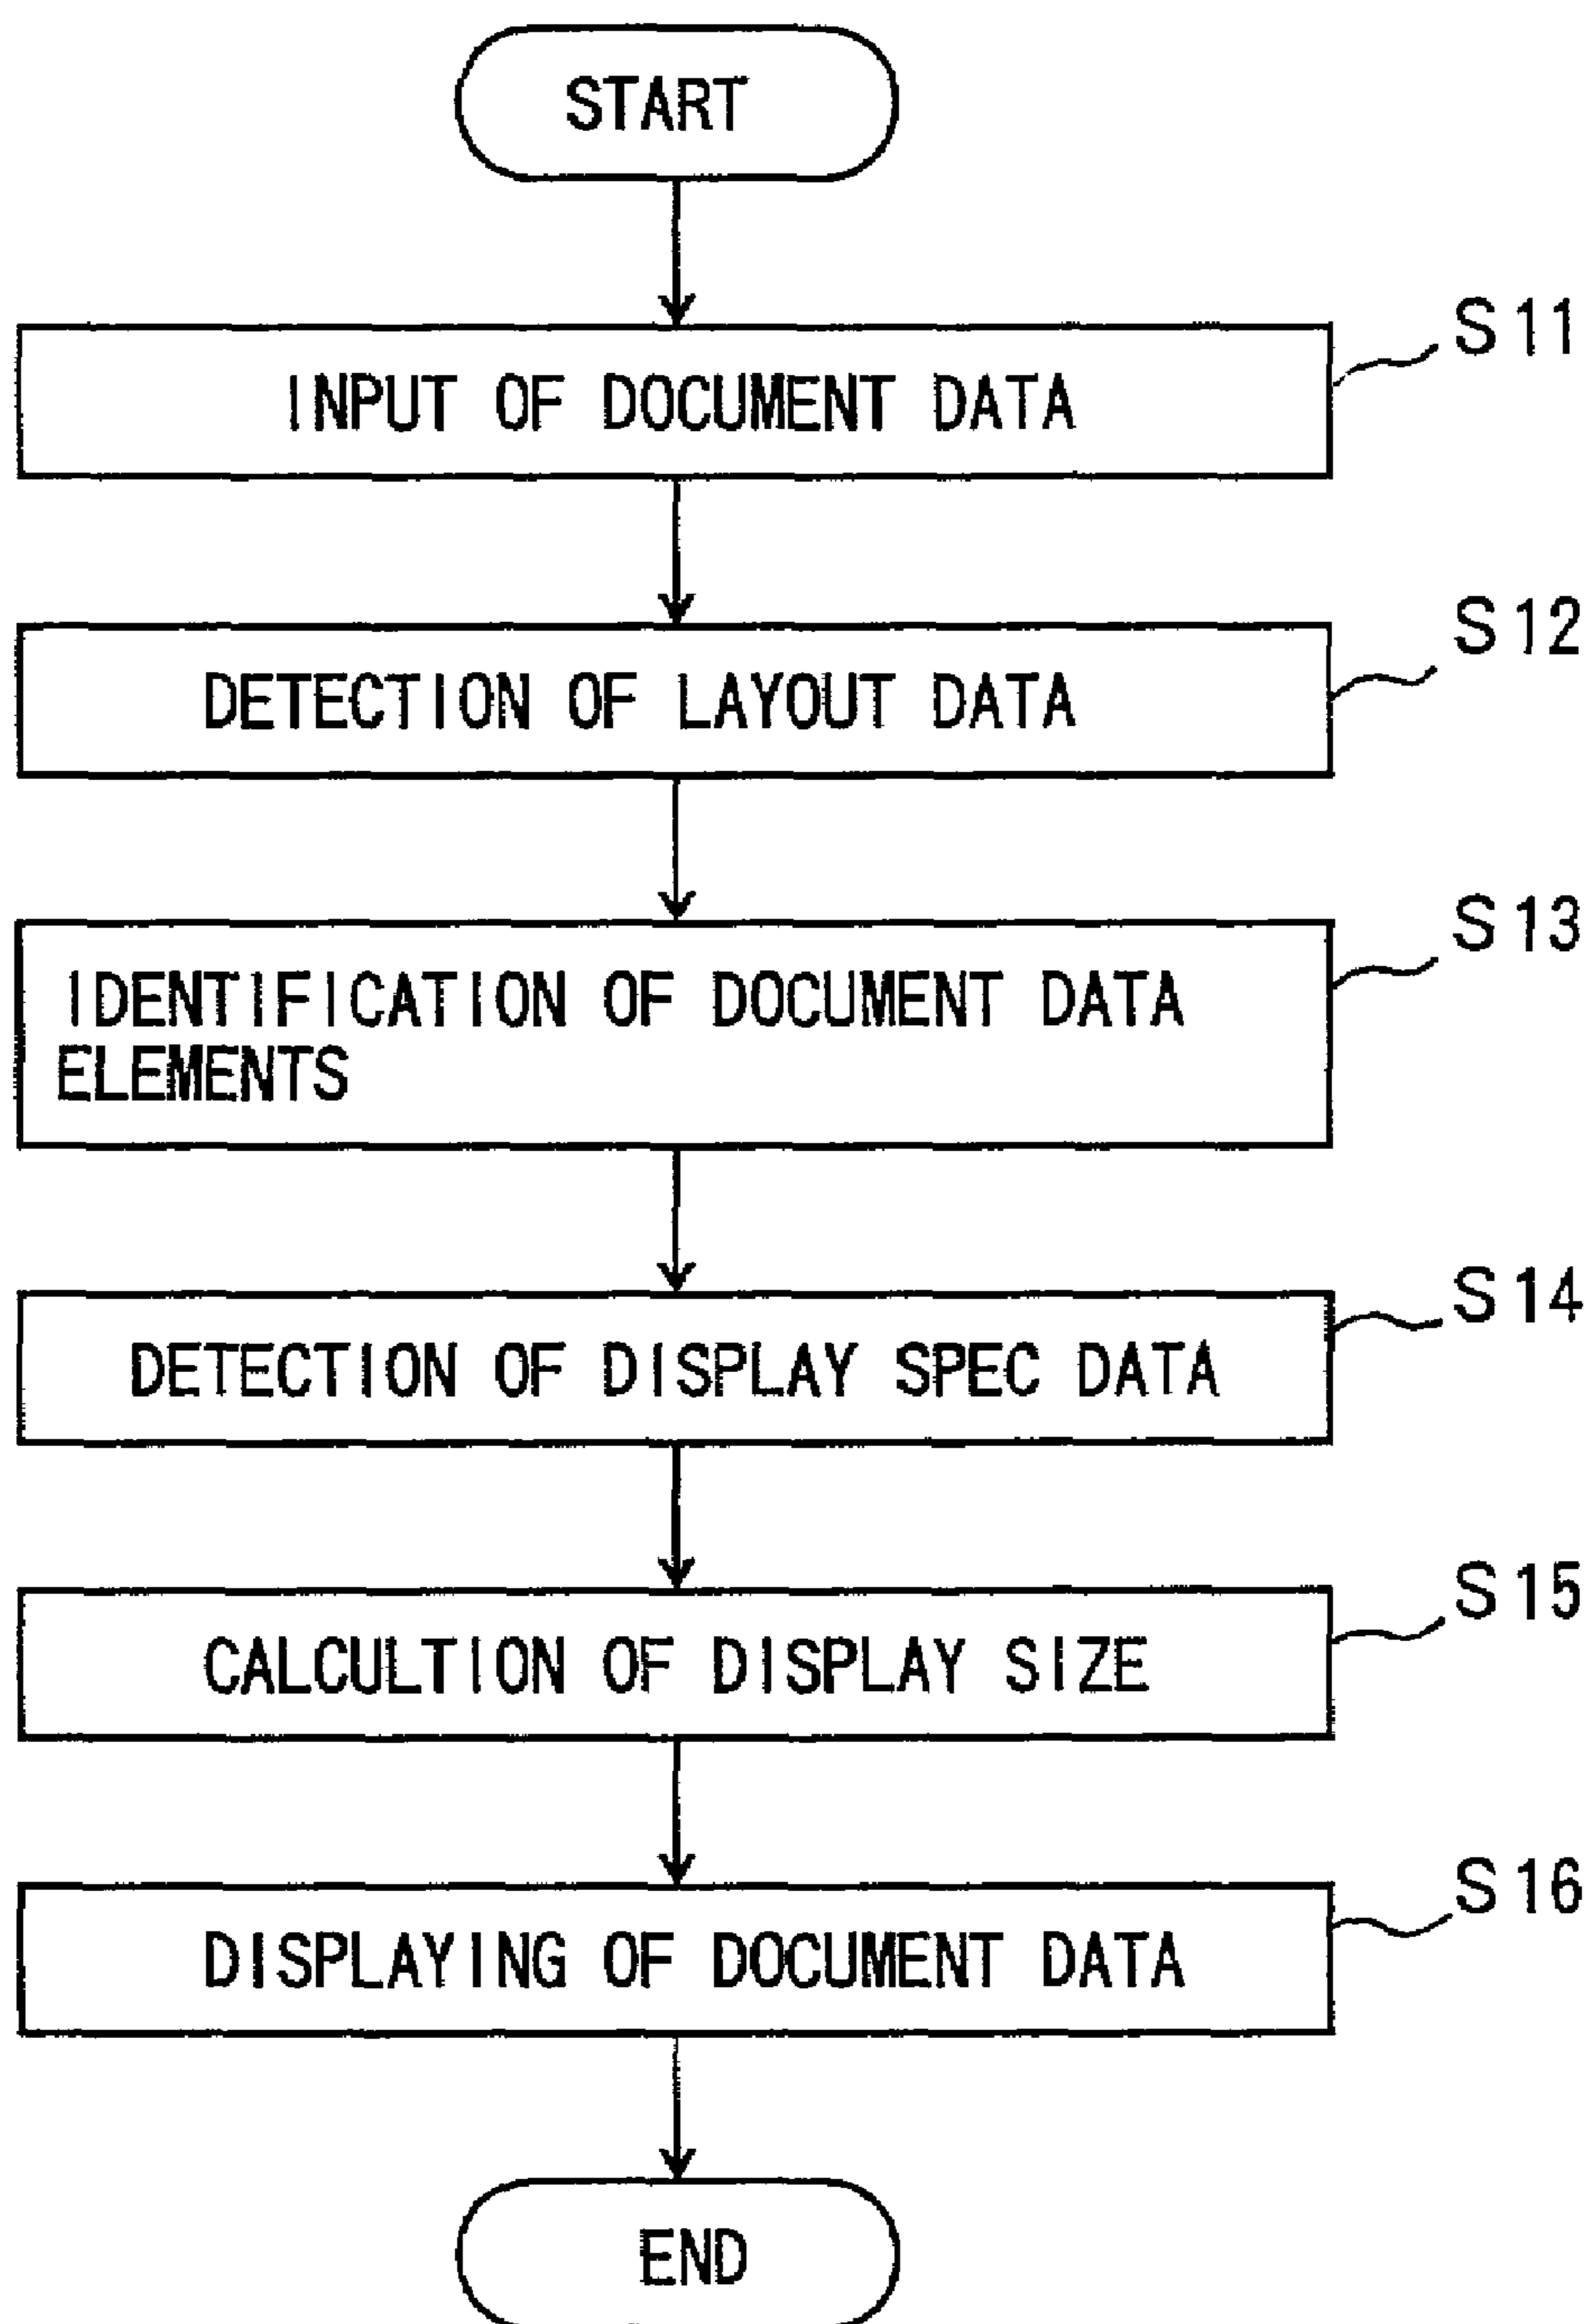 START
S11
INPUT OF DOCUMENT DATA
S12
DETECTION OF LAYOUT DATA
S13
IDENTIFICATION OF DOCUMENT DATA
ELEMENTS
S14
DETECTION OF DISPLAY SPEC DATA
S15
CALCULTION OF DISPLAY SIZE
S16
DISPLAYING OF DOCUMENT DATA
END